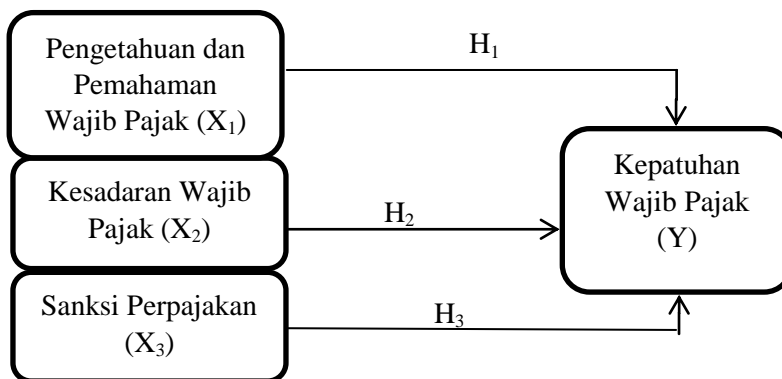 Pengetahuan dan
Pemahaman
Wajib Pajak (X₁)
H₁
Kesadaran Wajib
Pajak (X₂)
H₂
Sanksi Perpajakan
(X₃)
H₃
Kepatuhan
Wajib Pajak
(Y)